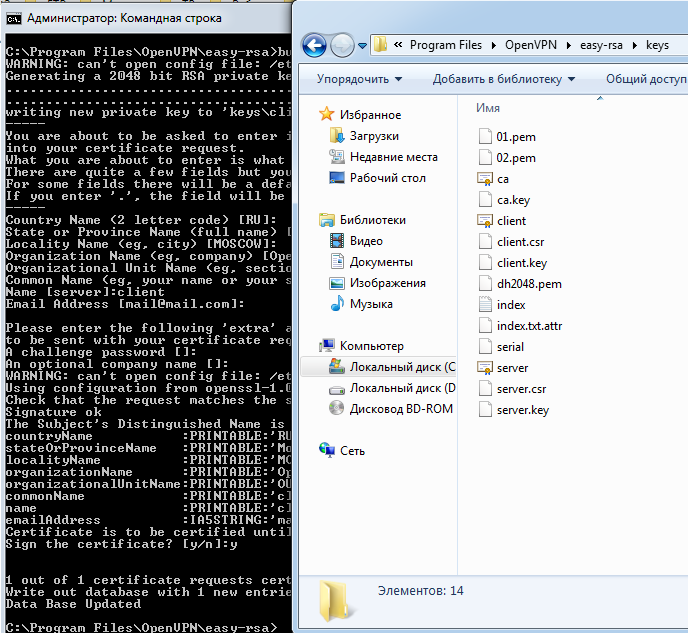 Администратор: Командная строка
C:\Program Files\OpenVPN\easy-rsa>bu
WARNING: can't open config file: /et
Generating a 2048 bit RSA private ke
writing new private key to 'keys\cli
-----
You are about to be asked to enter i
into your certificate request.
What you are about to enter is what
There are quite a few fields but you
For some fields there will be a defa
If you enter '.', the field will be
-----
Country Name (2 letter code) [RU]:
State or Province Name (full name) [
Locality Name (eg, city) [MOSCOW]:
Organization Name (eg, company) [Ope
Organizational Unit Name (eg, sectio
Common Name (eg, your name or your s
Name [server]:client
Email Address [mail@mail.com]:
Please enter the following 'extra' a
to be sent with your certificate req
A challenge password []:
An optional company name []:
WARNING: can't open config file: /et
Using configuration from openssl-1.0
Check that the request matches the s
Signature ok
The Subject's Distinguished Name is
countryName :PRINTABLE:'RU
stateOrProvinceName :PRINTABLE:'Mo
localityName :PRINTABLE:'MO
organizationName :PRINTABLE:'Op
organizationalUnitName:PRINTABLE:'OU
commonName :PRINTABLE:'cl
name :PRINTABLE:'cl
emailAddress :IA5STRING:'ma
Certificate is to be certified until
Sign the certificate? [y/n]:y
1 out of 1 certificate requests cert
Write out database with 1 new entrie
Data Base Updated
C:\Program Files\OpenVPN\easy-rsa>
« Program Files OpenVPN easy-rsa keys
Упорядочить Добавить в библиотеку Общий доступ
Избранное
Загрузки
Недавние места
Рабочий стол
Библиотеки
Видео
Документы
Изображения
Музыка
Компьютер
Локальный диск (C
Локальный диск (D
Дисковод BD-ROM
Сеть
Имя
01.pem
02.pem
ca
ca.key
client
client.csr
client.key
dh2048.pem
index
index.txt.attr
serial
server
server.csr
server.key
Элементов: 14